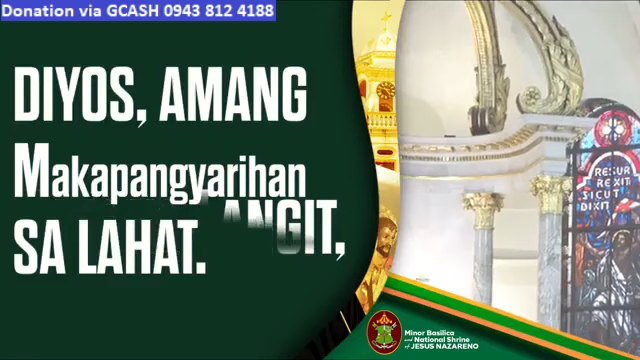 Donation via GCASH 0943 812 4188
DIYOS, AMANG
Makapangyarihan
ANGIT,
SA LAHAT.
RESUR
REXIT
SICUT
DIXIT
Minor Basilica
and National Shrine
of JESUS NAZARENO